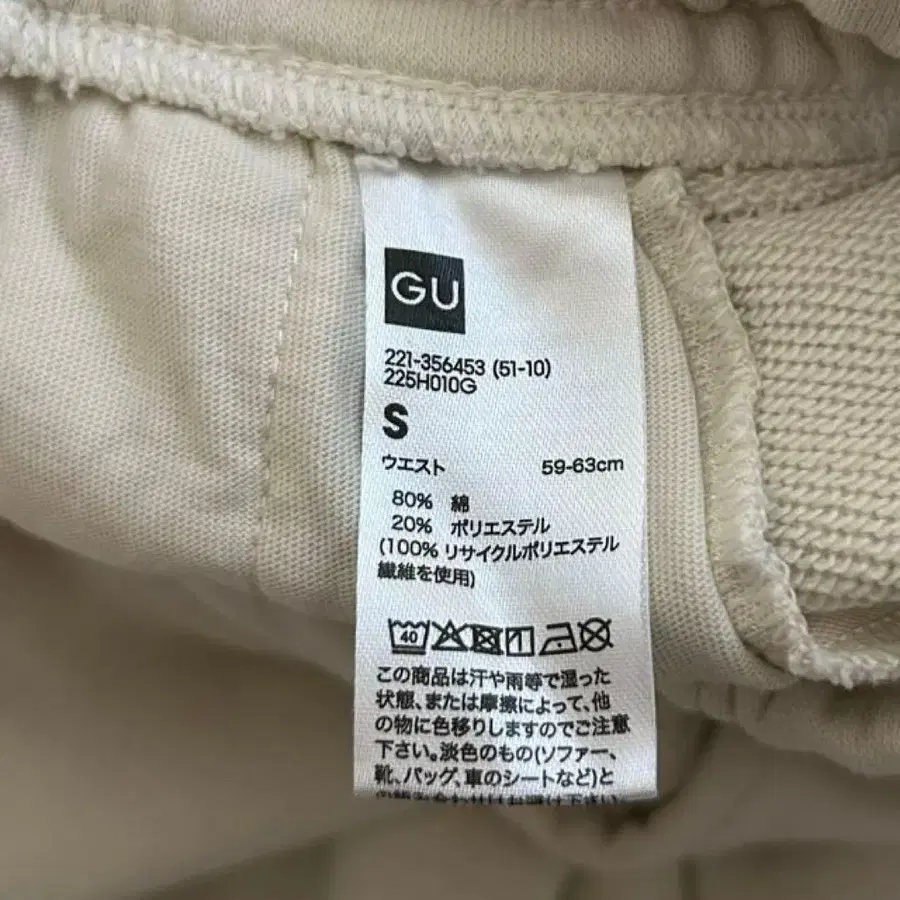 GU
221-356453 (51-10)
225H010G
S
ウエスト 59-63cm
80% 綿
20% ポリエステル
(100% リサイクルポリエステル
繊維を使用)
40
この商品は汗や雨等で湿った
状態、または摩擦によって、他
の物に色移りしますのでご注意
下さい。淡色のもの(ソファー、
靴、バッグ、車のシートなど)と